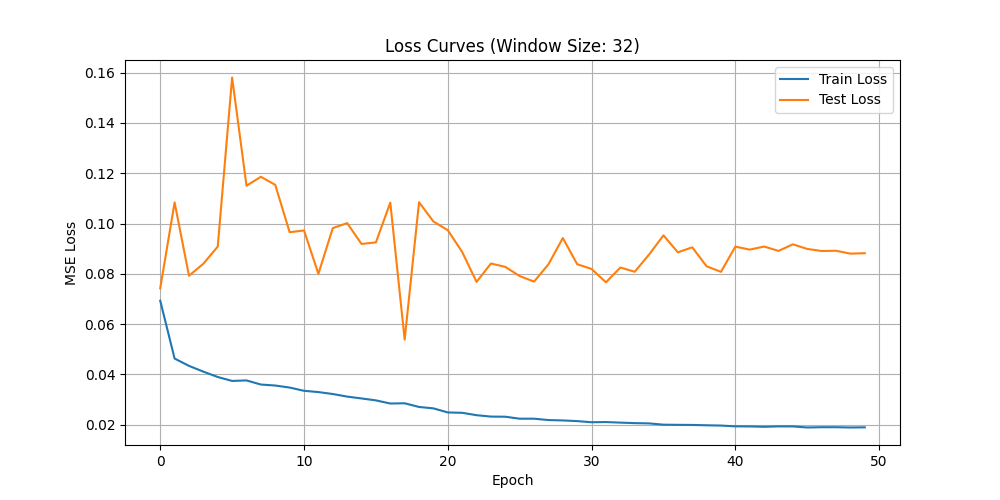 Loss Curves (Window Size: 32)
Train Loss
Test Loss
MSE Loss
0.16
0.14
0.12
0.10
0.08
0.06
0.04
0.02
0 10 20 30 40 50
Epoch